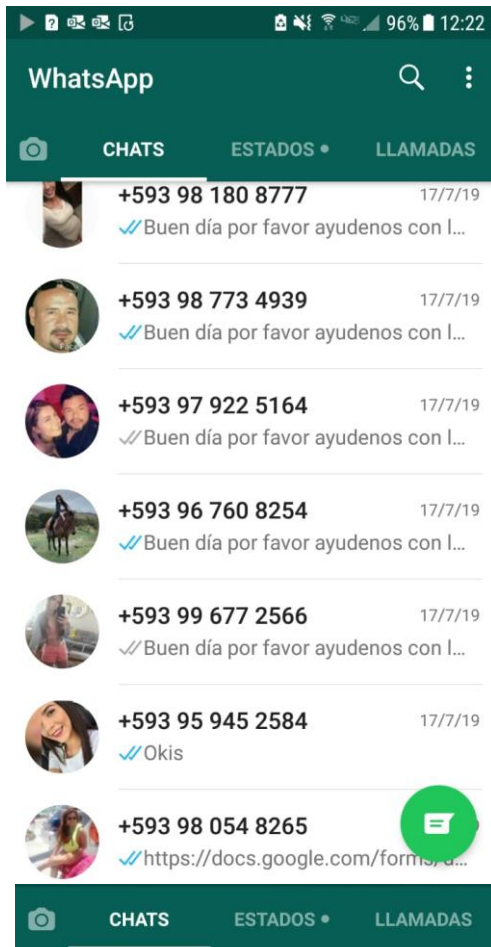 96% 12:22
WhatsApp
CHATS ESTADOS LLAMADAS
+593 98 180 8777 17/7/19
Buen día por favor ayudenos con l...
+593 98 773 4939 17/7/19
Buen día por favor ayudenos con l...
+593 97 922 5164 17/7/19
Buen día por favor ayudenos con l...
+593 96 760 8254 17/7/19
Buen día por favor ayudenos con l...
+593 99 677 2566 17/7/19
Buen día por favor ayudenos con l...
+593 95 945 2584 17/7/19
Okis
+593 98 054 8265
https://docs.google.com/forms/d...
CHATS ESTADOS LLAMADAS